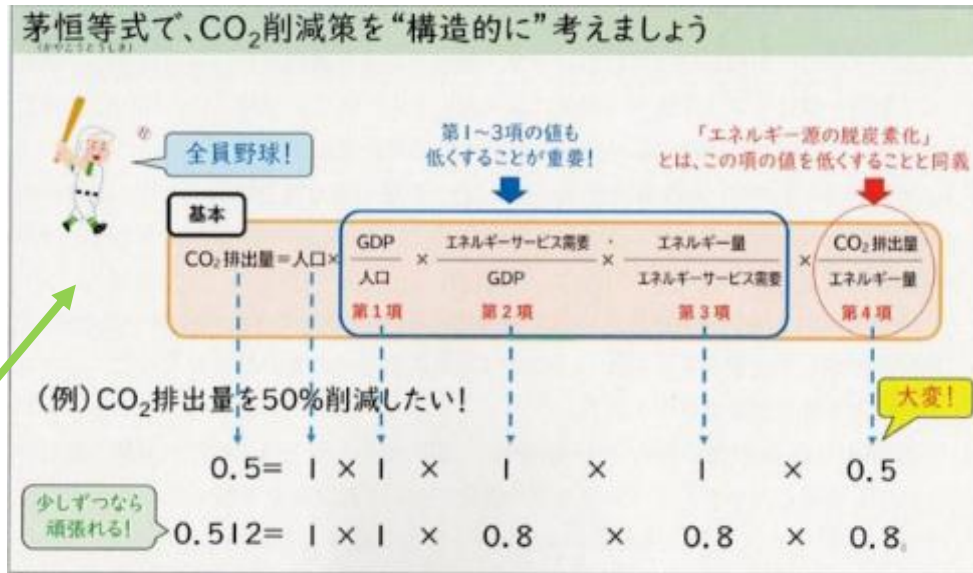 茅恒等式で、CO₂削減策を“構造的に”考えましょう
(かやこうとうしき)
全員野球!
第1~3項の値も
低くすることが重要!
「エネルギー源の脱炭素化」
とは、この項の値を低くすることと同義
基本
CO₂排出量=人口× GDP/人口 × エネルギーサービス需要/GDP × エネルギー量/エネルギーサービス需要 × CO₂排出量/エネルギー量
第1項 第2項 第3項 第4項
(例)CO₂排出量を50%削減したい!
大変!
0.5= 1 × 1 × 1 × 1 × 0.5
少しずつなら
頑張れる!
0.512= 1 × 1 × 0.8 × 0.8 × 0.8